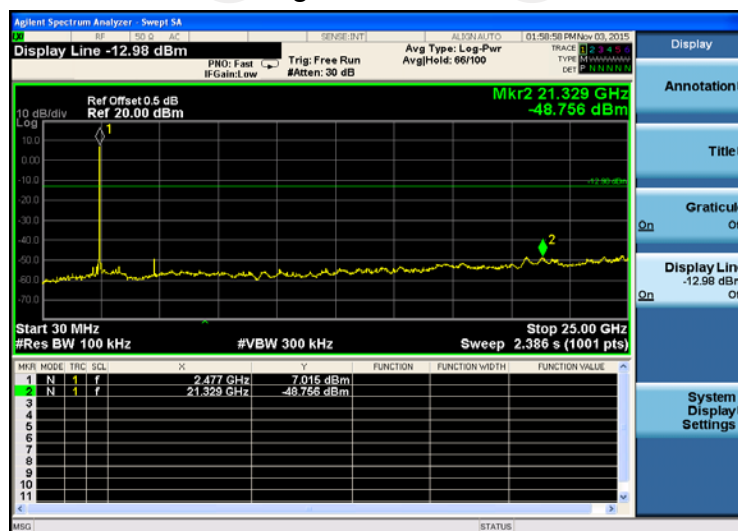 Agilent Spectrum Analyzer - Swept SA
RF 50 Ω AC SENSE:INT ALIGN AUTO 01:58:58 PM Nov 03, 2015
Display Line -12.98 dBm
PNO: Fast
IFGain:Low
Trig: Free Run
#Atten: 30 dB
Avg Type: Log-Pwr
Avg|Hold: 66/100
TRACE 1 2 3 4 5 6
TYPE M
DET P N N N N N
Mkr2 21.329 GHz
-48.756 dBm
Ref Offset 0.5 dB
Ref 20.00 dBm
10 dB/div
Log
1
10.0
0.00
-10.0
-12.98 dBm
-20.0
-30.0
-40.0
2
-50.0
-60.0
-70.0
Start 30 MHz Stop 25.00 GHz
#Res BW 100 kHz #VBW 300 kHz Sweep 2.386 s (1001 pts)
MKR MODE TRC SCL X Y FUNCTION FUNCTION WIDTH FUNCTION VALUE
1 N 1 f 2.477 GHz 7.015 dBm
2 N 1 f 21.329 GHz -48.756 dBm
3
4
5
6
7
8
9
10
11
MSG STATUS
Display
Annotation
Title
Graticul
On Of
Display Lin
-12.98 dBr
On Of
System
Display
Settings